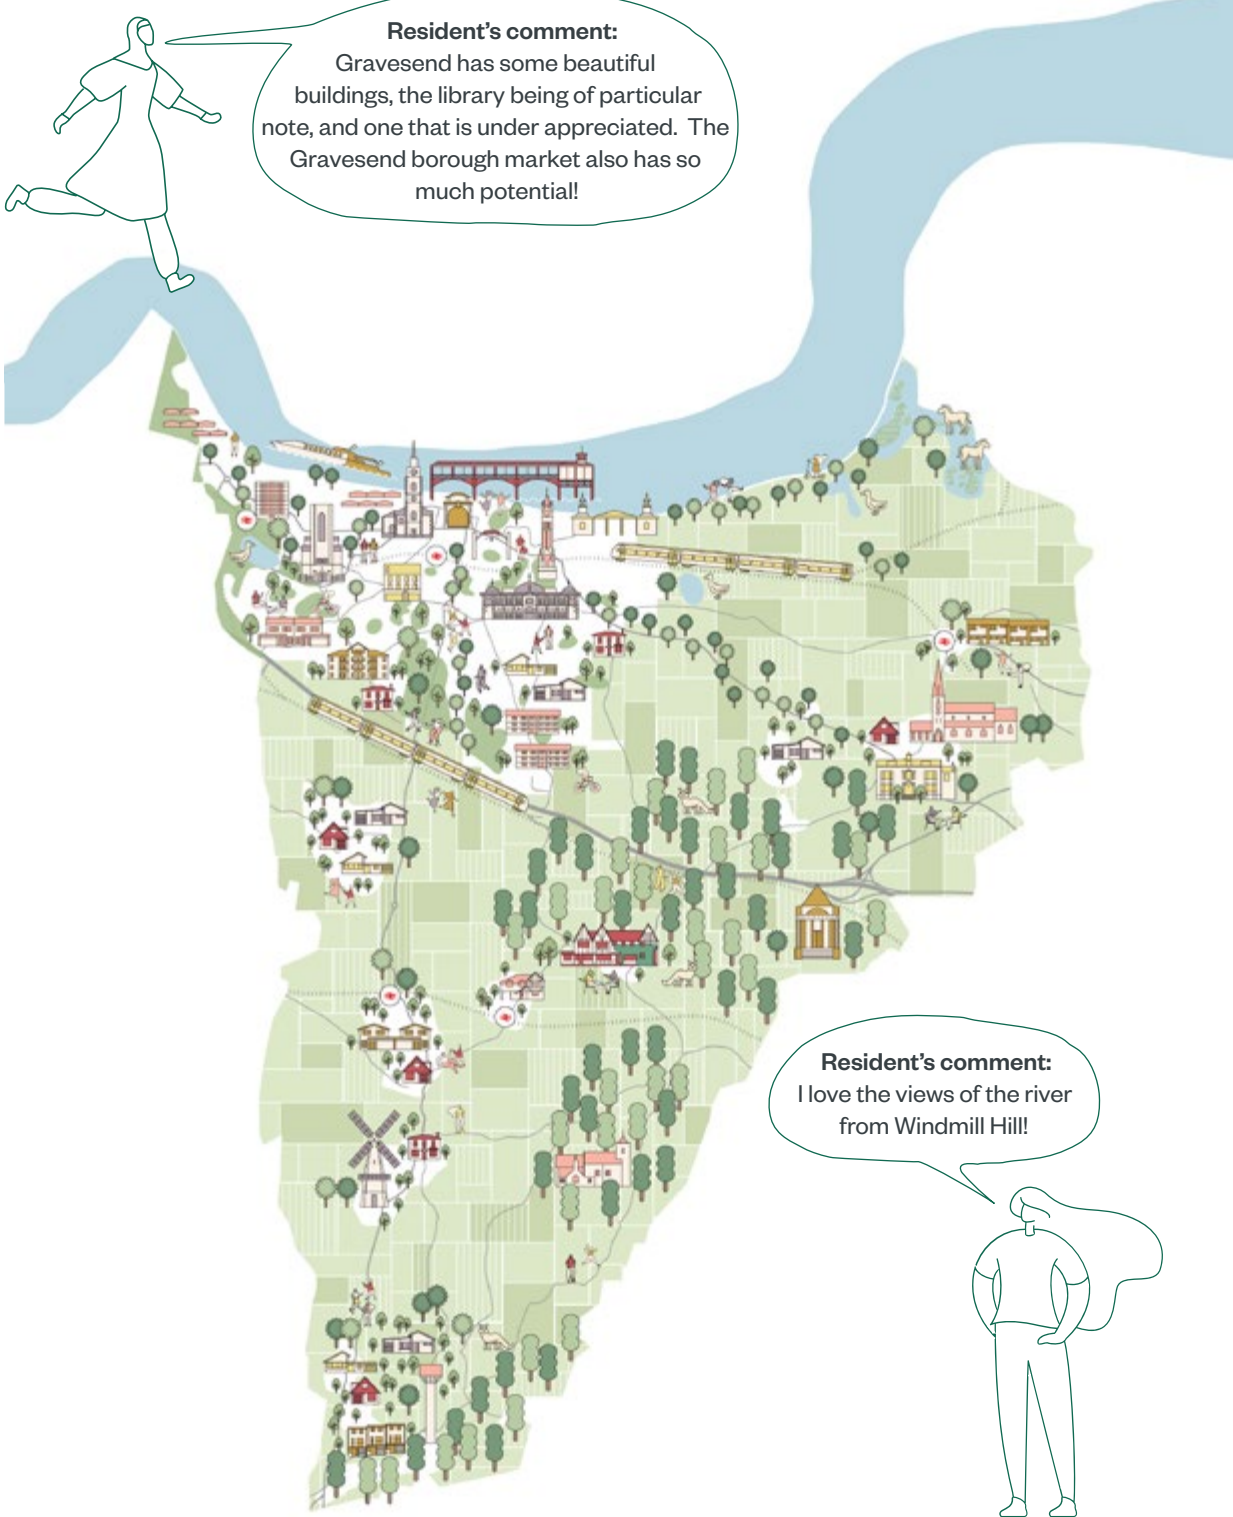 Resident’s comment:
Gravesend has some beautiful
buildings, the library being of particular
note, and one that is under appreciated.  The
Gravesend borough market also has so
much potential!
Resident’s comment:
I love the views of the river
from Windmill Hill!